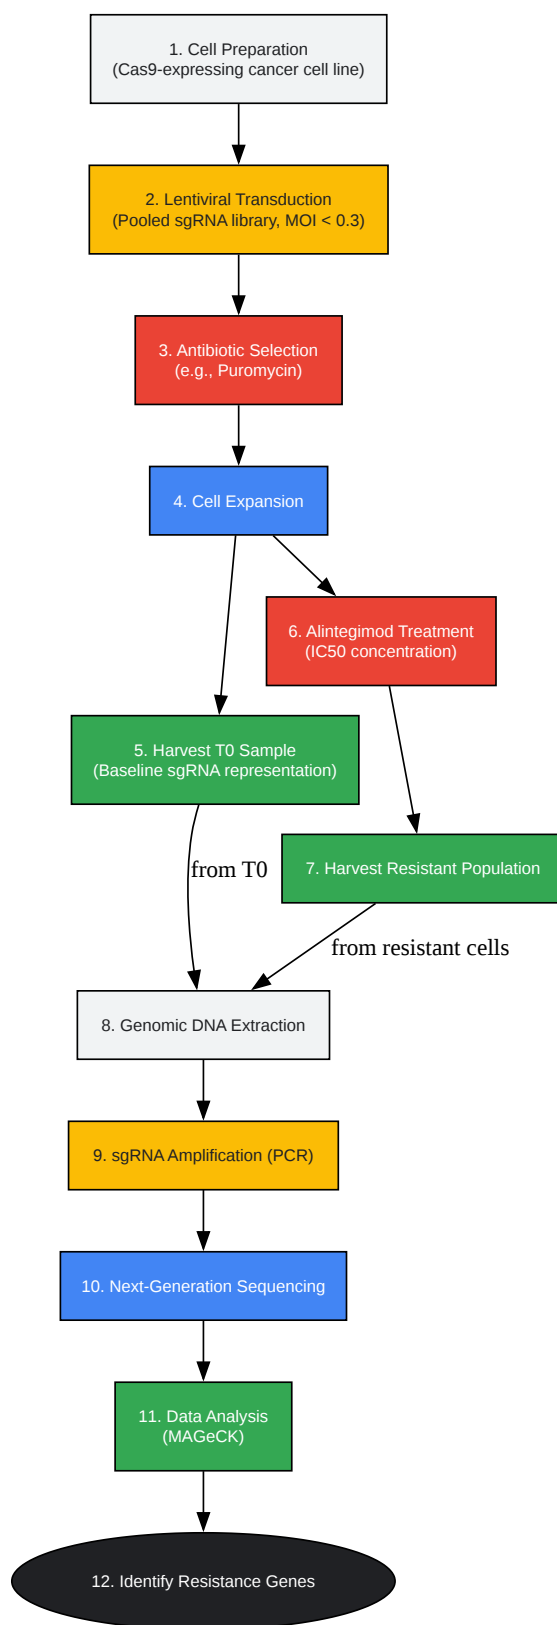 1. Cell Preparation
(Cas9-expressing cancer cell line)
2. Lentiviral Transduction
(Pooled sgRNA library, MOI < 0.3)
3. Antibiotic Selection
(e.g., Puromycin)
4. Cell Expansion
6. Alintegimod Treatment
(IC50 concentration)
5. Harvest T0 Sample
(Baseline sgRNA representation)
from T0
7. Harvest Resistant Population
from resistant cells
8. Genomic DNA Extraction
9. sgRNA Amplification (PCR)
10. Next-Generation Sequencing
11. Data Analysis
(MAGeCK)
12. Identify Resistance Genes